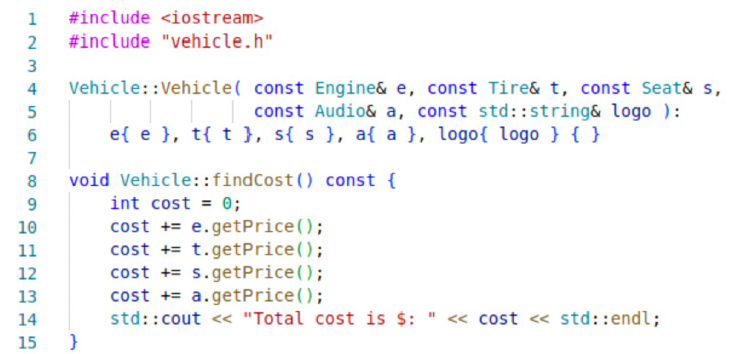 1 #include <iostream>
2 #include "vehicle.h"
3
4 Vehicle::Vehicle( const Engine& e, const Tire& t, const Seat& s,
5 const Audio& a, const std::string& logo ):
6 e{ e }, t{ t }, s{ s }, a{ a }, logo{ logo } { }
7
8 void Vehicle::findCost() const {
9 int cost = 0;
10 cost += e.getPrice();
11 cost += t.getPrice();
12 cost += s.getPrice();
13 cost += a.getPrice();
14 std::cout << "Total cost is $: " << cost << std::endl;
15 }